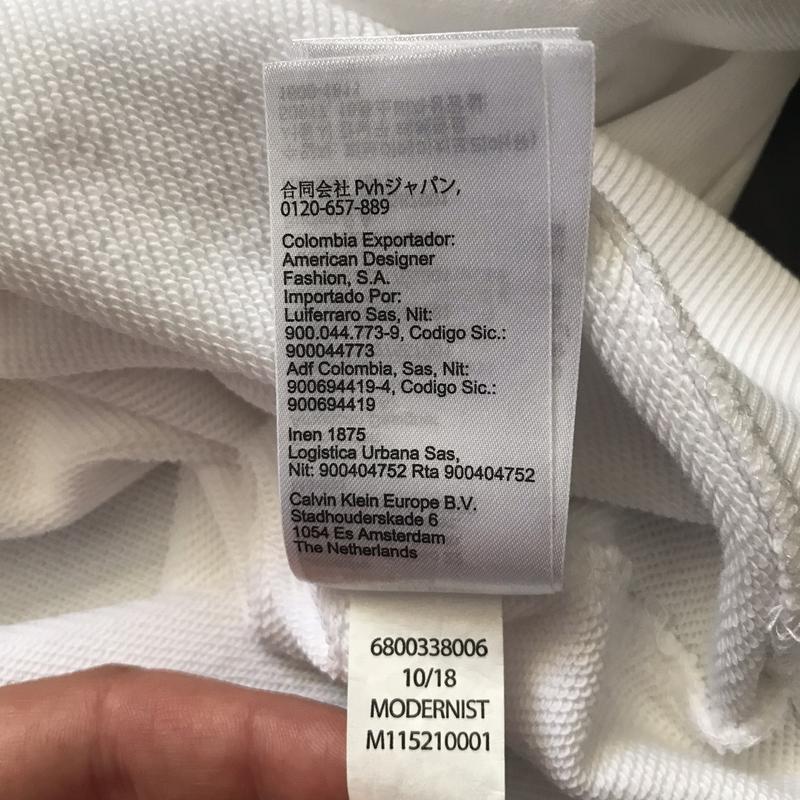 合同会社 Pvhジャパン,
0120-657-889
Colombia Exportador:
American Designer
Fashion, S.A.
Importado Por:
Luiferraro Sas, Nit:
900.044.773-9, Codigo Sic.:
900044773
Adf Colombia, Sas, Nit:
900694419-4, Codigo Sic.:
900694419
Inen 1875
Logistica Urbana Sas,
Nit: 900404752 Rta 900404752
Calvin Klein Europe B.V.
Stadhouderskade 6
1054 Es Amsterdam
The Netherlands
6800338006
10/18
MODERNIST
M115210001